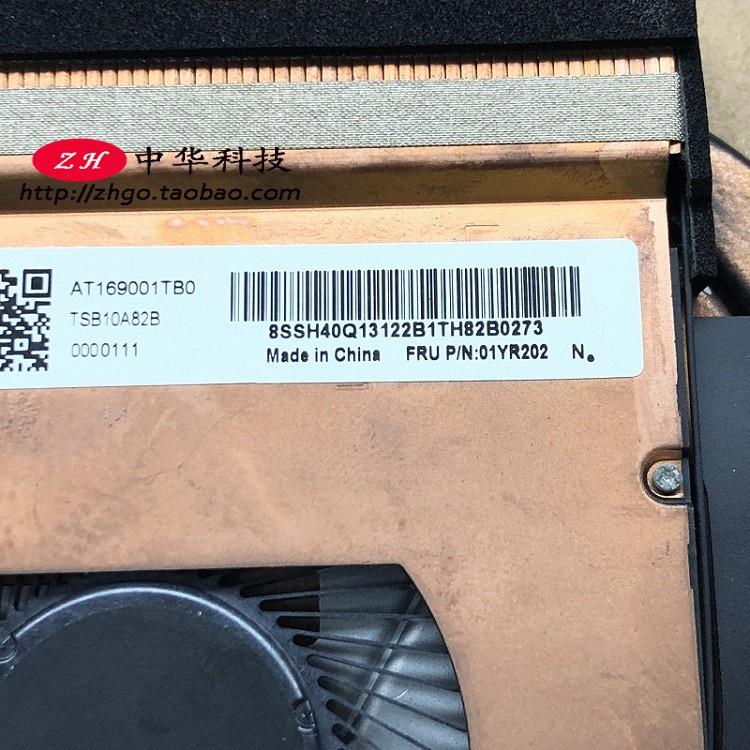 ZH 中华科技
http://zhgo.taobao.com
AT169001TB0
TSB10A82B
0000111
8SSH40Q13122B1TH82B0273
Made in China FRU P/N:01YR202 N.